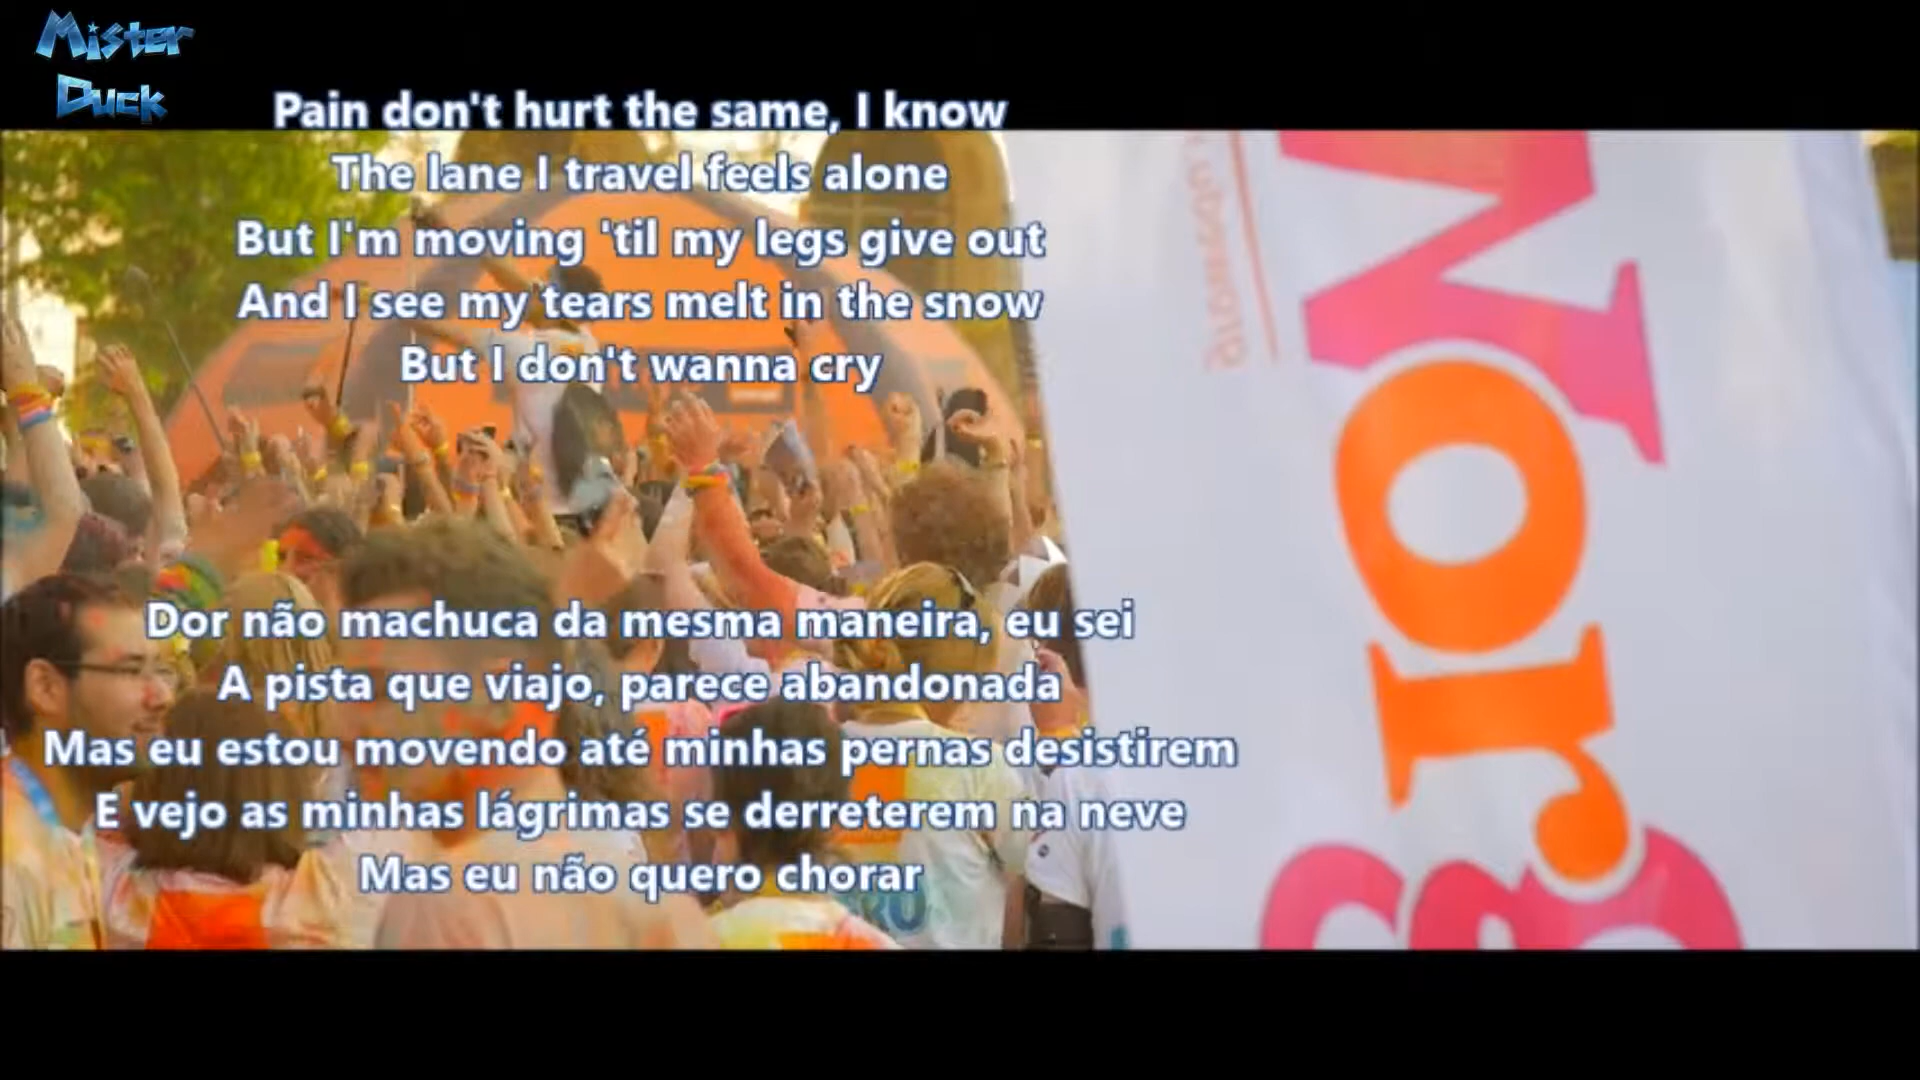 Mister
Duck
Pain don't hurt the same, I know
The lane I travel feels alone
But I'm moving 'til my legs give out
And I see my tears melt in the snow
But I don't wanna cry
Dor não machuca da mesma maneira, eu sei
A pista que viajo, parece abandonada
Mas eu estou movendo até minhas pernas desistirem
E vejo as minhas lágrimas se derreterem na neve
Mas eu não quero chorar